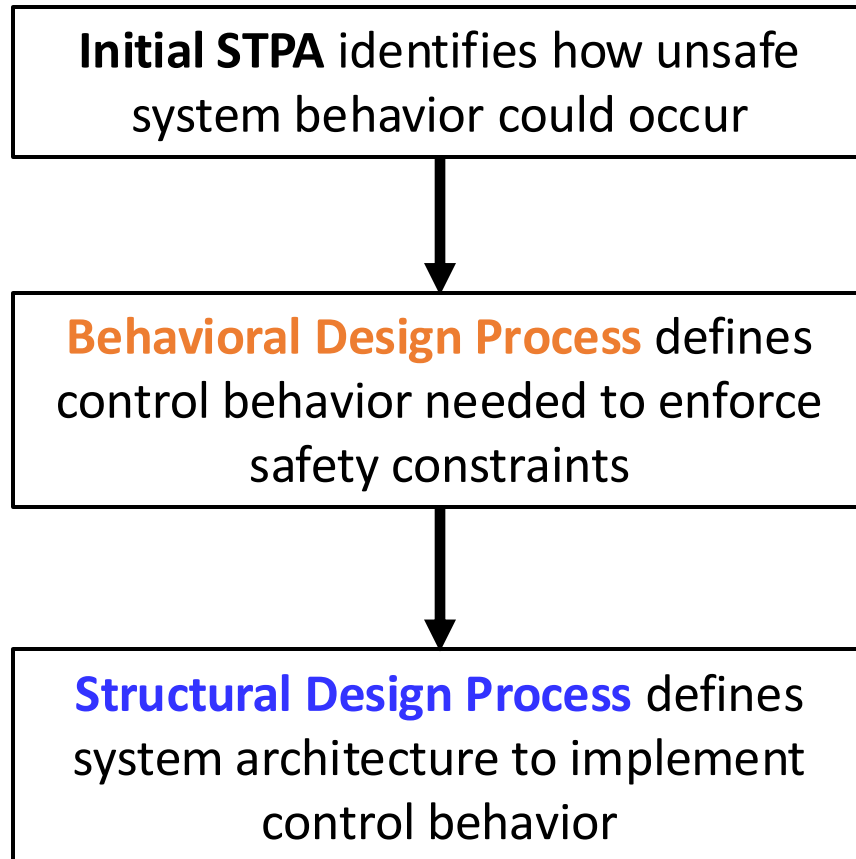 Initial STPA identifies how unsafe
system behavior could occur
Behavioral Design Process defines
control behavior needed to enforce
safety constraints
Structural Design Process defines
system architecture to implement
control behavior